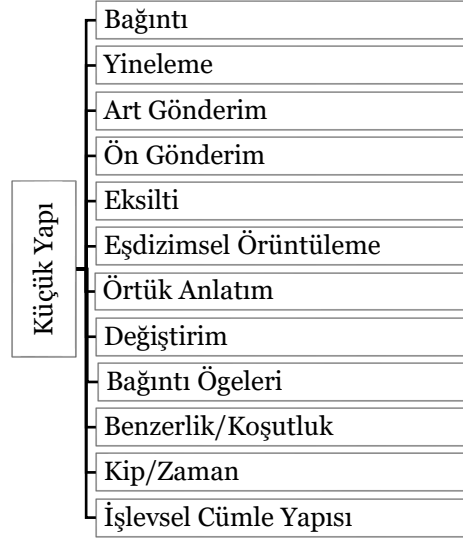 Küçük Yapı
Bağıntı
Yineleme
Art Gönderim
Ön Gönderim
Eksilti
Eşdizimsel Örüntüleme
Örtük Anlatım
Değiştirim
Bağıntı Ögeleri
Benzerlik/Koşutluk
Kip/Zaman
İşlevsel Cümle Yapısı